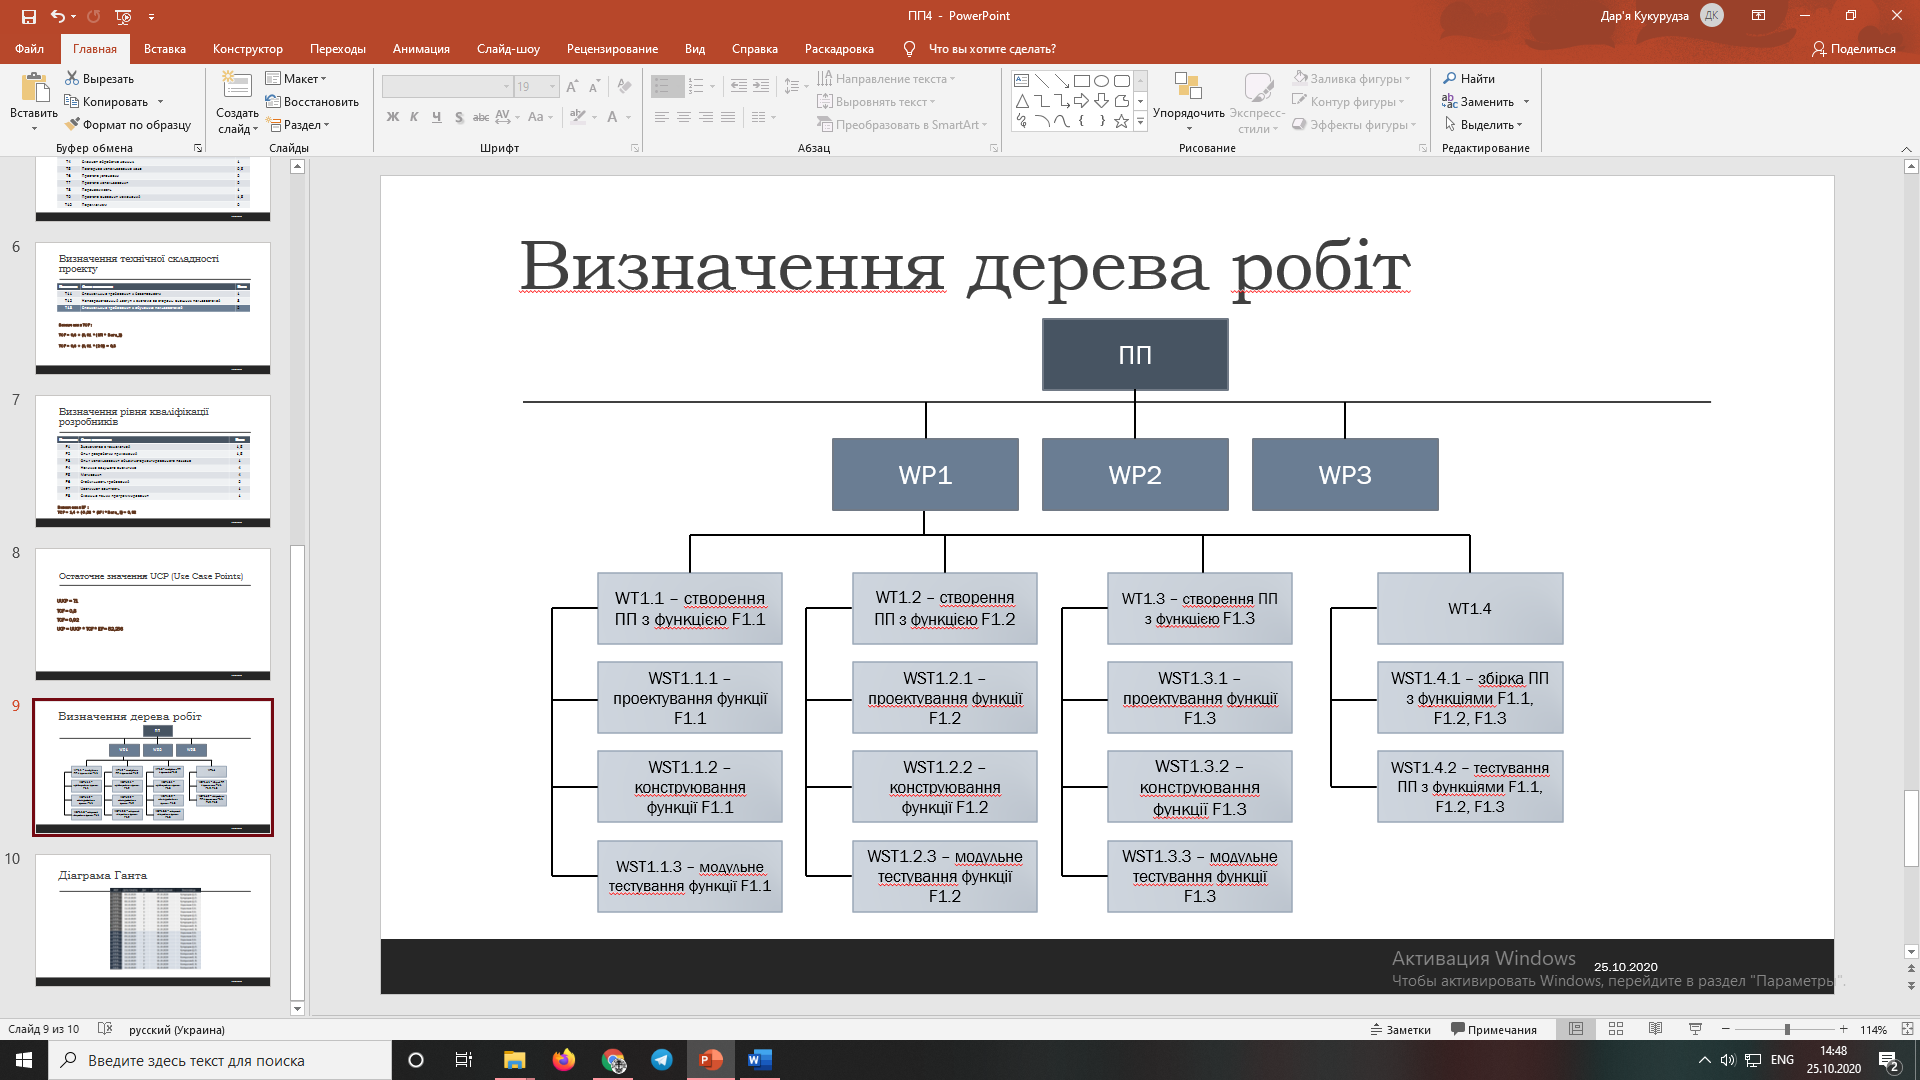 ПП4 - PowerPoint
Дар'я Кукурудза
ДК
Файл
Главная
Вставка
Конструктор
Переходы
Анимация
Слайд-шоу
Рецензирование
Вид
Справка
Раскадровка
Что вы хотите сделать?
Поделиться
Вставить
Вырезать
Копировать
Формат по образцу
Буфер обмена
Создать слайд
Макет
Восстановить
Раздел
Слайды
19
Ж К Ч S abc AV Aa A
Шрифт
Направление текста
Выровнять текст
Преобразовать в SmartArt
Абзац
Упорядочить
Экспресс-стили
Заливка фигуры
Контур фигуры
Эффекты фигуры
Рисование
Найти
Заменить
Выделить
Редактирование
6
Визначення технічної складності
проекту
7
Визначення рівня кваліфікації
розробників
8
Остаточне значення UCP (Use Case Points)
9
Визначення дерева робіт
10
Діаграма Ганта
Визначення дерева робіт
ПП
WP1
WP2
WP3
WT1.1 – створення
ПП з функцією F1.1
WT1.2 – створення
ПП з функцією F1.2
WT1.3 – створення ПП
з функцією F1.3
WT1.4
WST1.1.1 –
проектування функції
F1.1
WST1.2.1 –
проектування функції
F1.2
WST1.3.1 –
проектування функції
F1.3
WST1.4.1 – збірка ПП
з функціями F1.1,
F1.2, F1.3
WST1.1.2 –
конструювання
функції F1.1
WST1.2.2 –
конструювання
функції F1.2
WST1.3.2 –
конструювання
функції F1.3
WST1.4.2 – тестування
ПП з функціями F1.1,
F1.2, F1.3
WST1.1.3 – модульне
тестування функції F1.1
WST1.2.3 – модульне
тестування функції
F1.2
WST1.3.3 – модульне
тестування функції
F1.3
25.10.2020
Активация Windows
Чтобы активировать Windows, перейдите в раздел "Параметры".
Слайд 9 из 10
русский (Украина)
Заметки
Примечания
114%
Введите здесь текст для поиска
ENG
14:48
25.10.2020
2